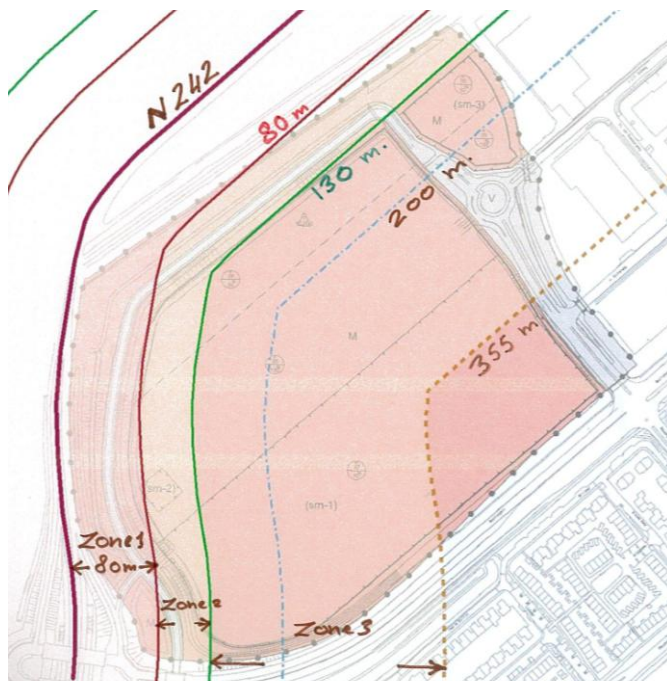 N242
80 m
130 m.
200 m.
355 m
(sm-3)
M
V
M
(sm-2)
(sm-1)
Zone1
80m
Zone2
Zone3